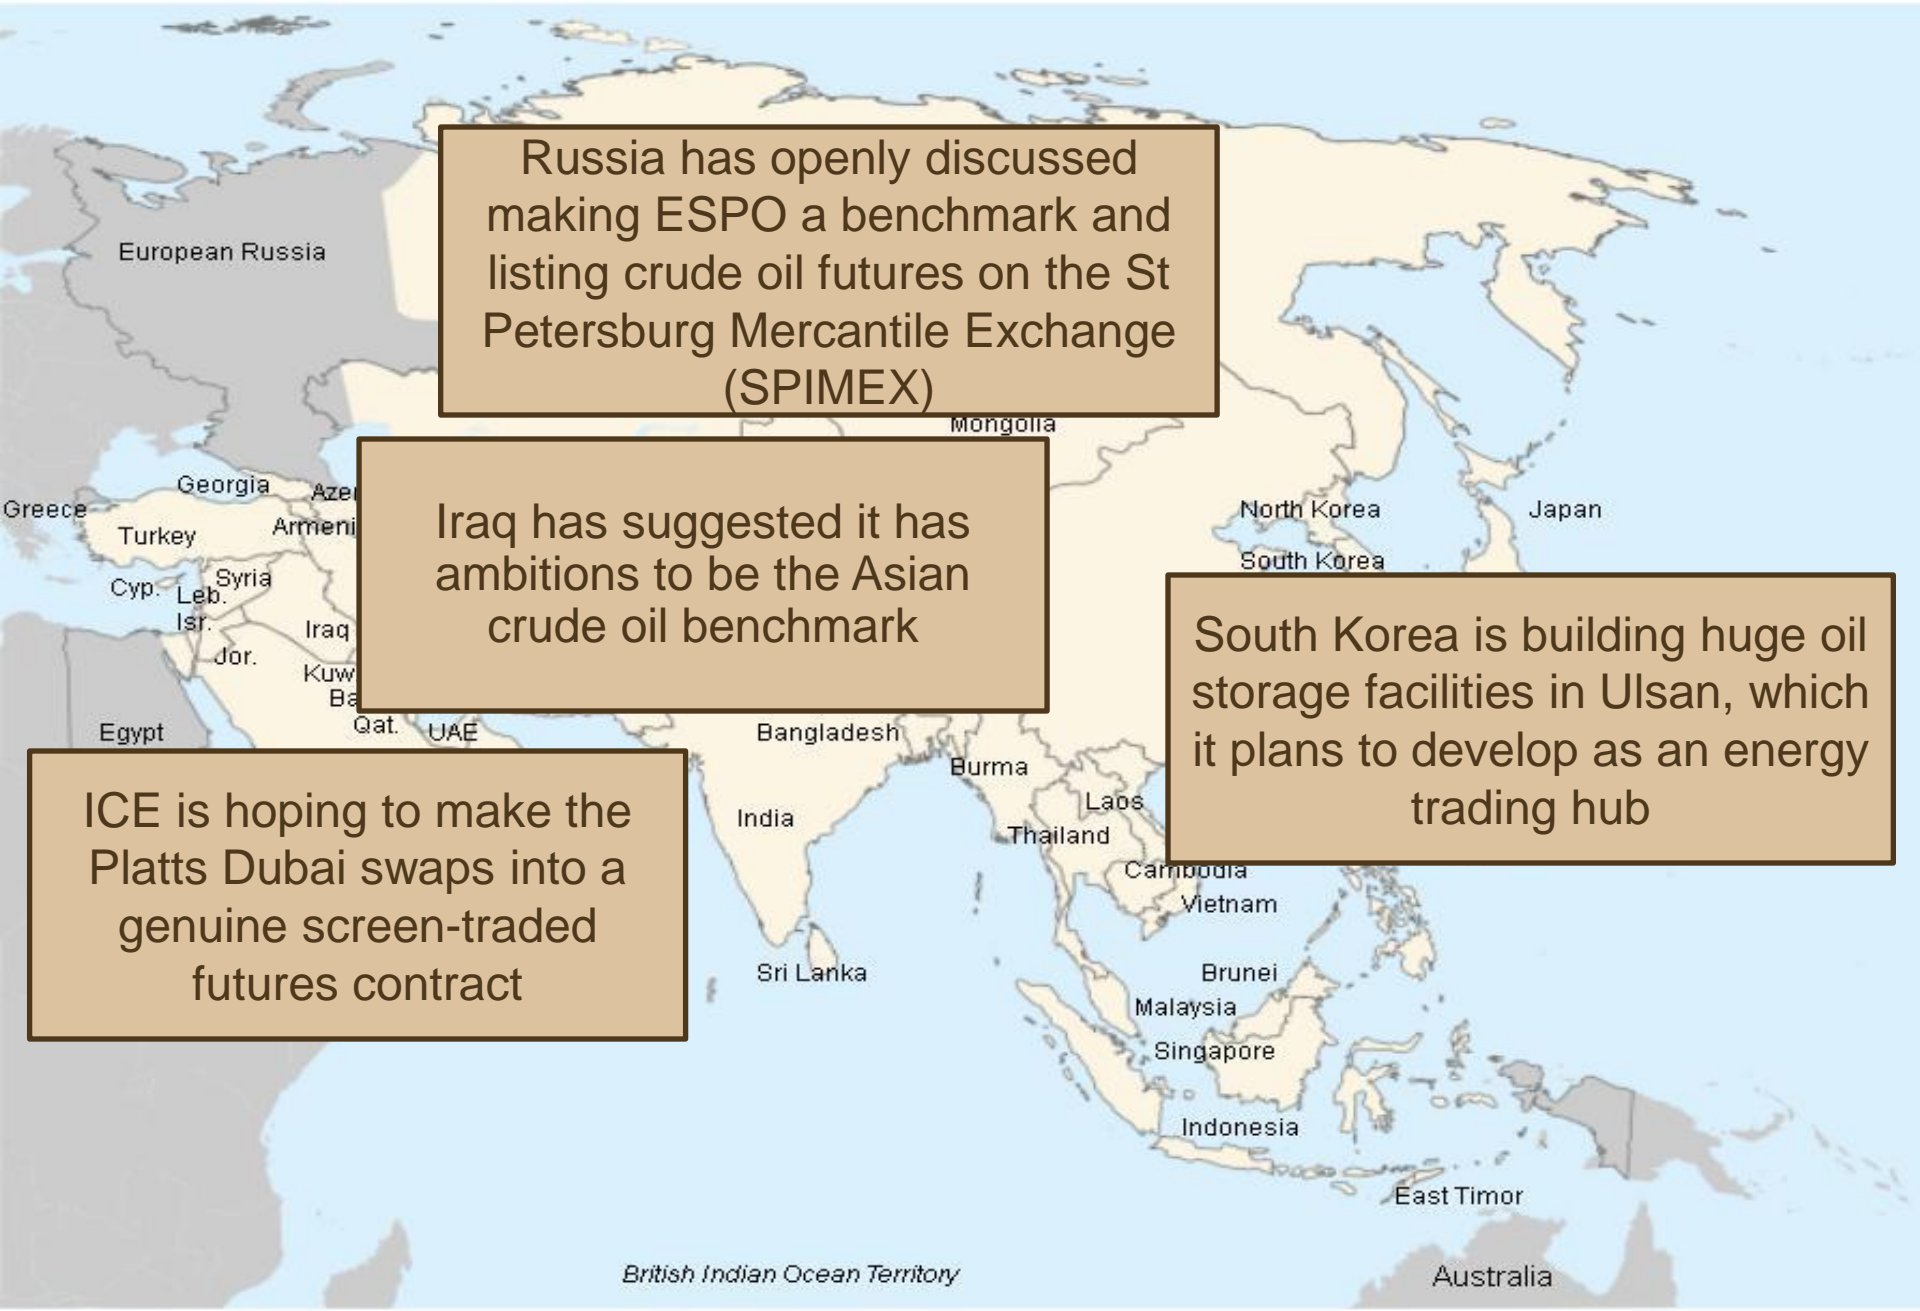 Russia has openly discussed
making ESPO a benchmark and
listing crude oil futures on the St
Petersburg Mercantile Exchange
(SPIMEX)
European Russia
Mongolia
Georgia
Azer
Greece
Turkey
Armeni
Iraq has suggested it has
ambitions to be the Asian
crude oil benchmark
North Korea
Japan
South Korea
Cyp.
Syria
Leb.
Isr.
Iraq
Jor.
Kuw
Ba
Qat.
UAE
Egypt
South Korea is building huge oil
storage facilities in Ulsan, which
it plans to develop as an energy
trading hub
Bangladesh
Burma
India
Laos
Thailand
Cambodia
Vietnam
ICE is hoping to make the
Platts Dubai swaps into a
genuine screen-traded
futures contract
Sri Lanka
Brunei
Malaysia
Singapore
Indonesia
East Timor
British Indian Ocean Territory
Australia